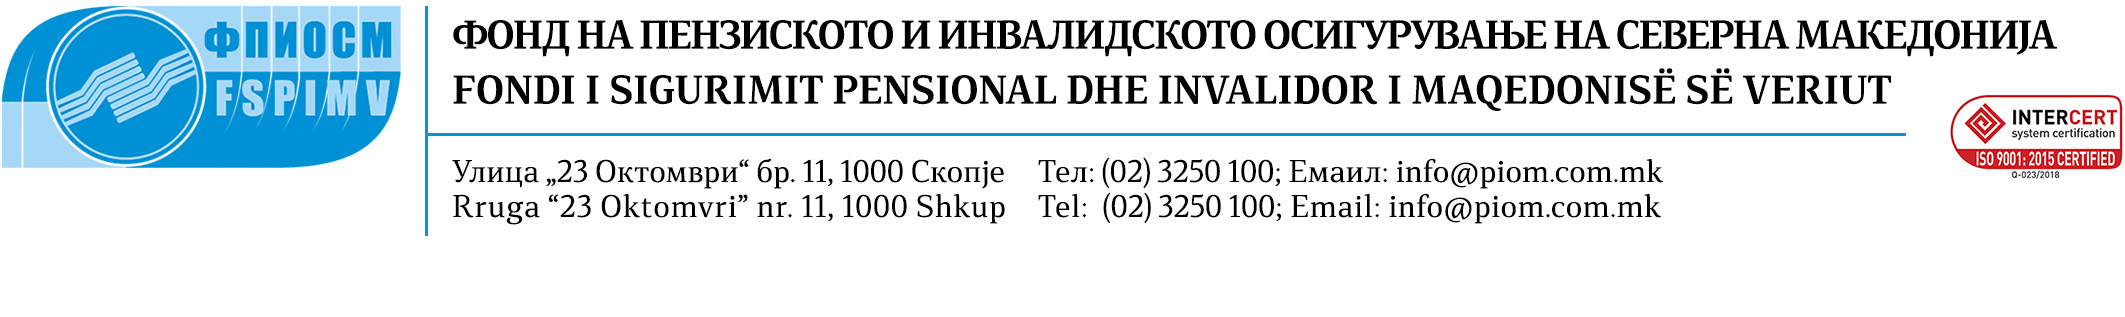 ФПИОСМ
FSPIMV
ФОНД НА ПЕНЗИСКОТО И ИНВАЛИДСКОТО ОСИГУРУВАЊЕ НА СЕВЕРНА МАКЕДОНИЈА
FONDI I SIGURIMIT PENSIONAL DHE INVALIDOR I MAQEDONISË SË VERIUT
Улица „23 Октомври“ бр. 11, 1000 Скопје Тел: (02) 3250 100; Емаил: info@piom.com.mk
Rruga “23 Oktomvri” nr. 11, 1000 Shkup Tel: (02) 3250 100; Email: info@piom.com.mk
INTERCERT
system certification
ISO 9001: 2015 CERTIFIED
Q-023/2018